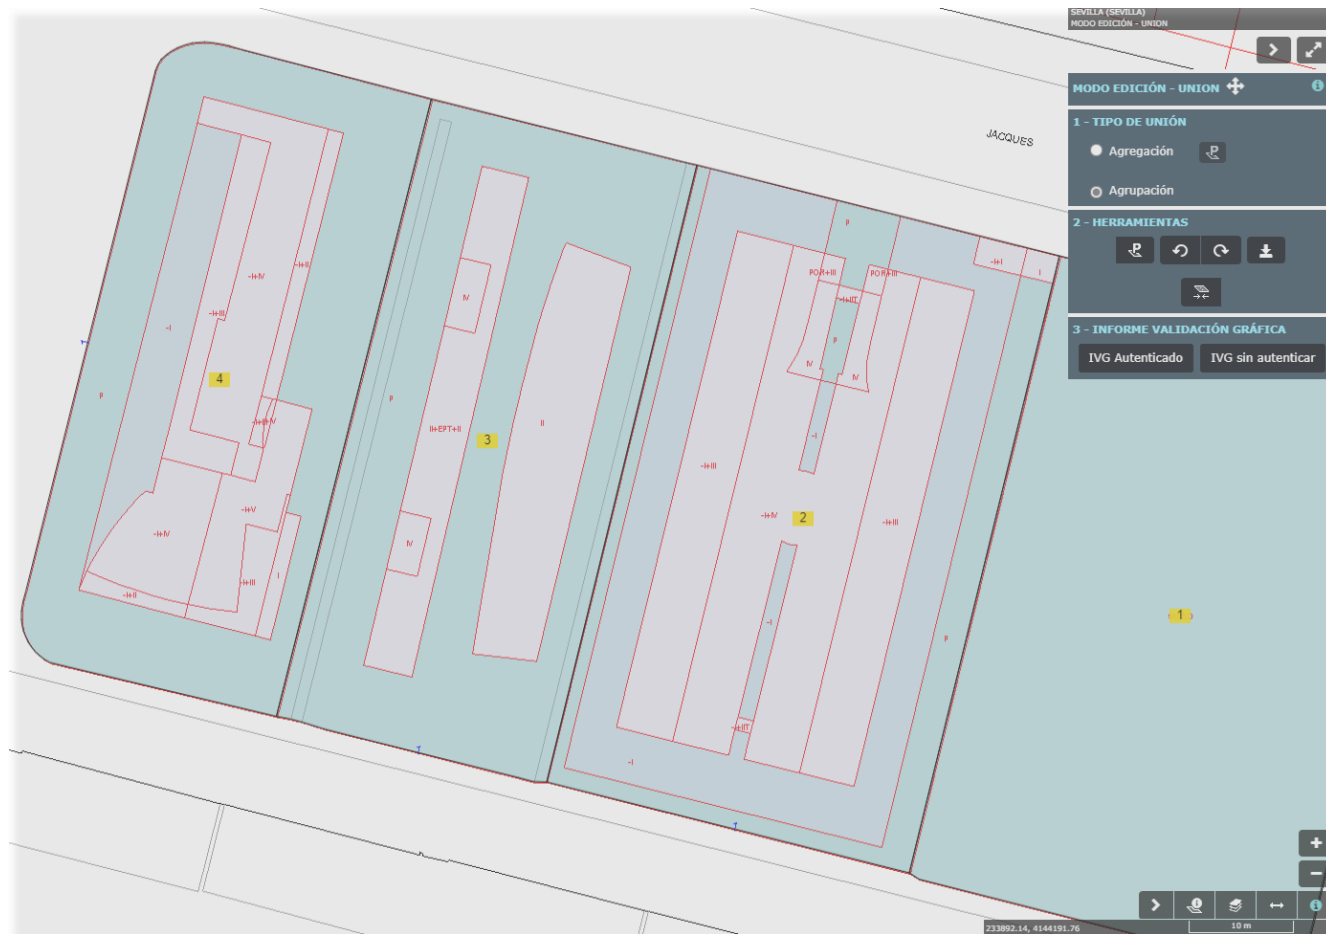 SEVILLA (SEVILLA)
MODO EDICIÓN - UNION
MODO EDICIÓN - UNION
1 - TIPO DE UNIÓN
Agregación
Agrupación
2 - HERRAMIENTAS
3 - INFORME VALIDACIÓN GRÁFICA
IVG Autenticado
IVG sin autenticar
JACQUES
P
-I+I
I
POR+III
POR+III
-I+IIT
P
-I+II
-I+IV
-I+III
-I
IV
IV
IV
4
P
P
II+EPT+II
II
3
-I
-I+III
-I+IV
2
-I+III
-I+V
-I+IV
IV
-I+III
I
-I+II
1
-I
P
-I+IIT
-I
233892.14, 4144191.76
10 m